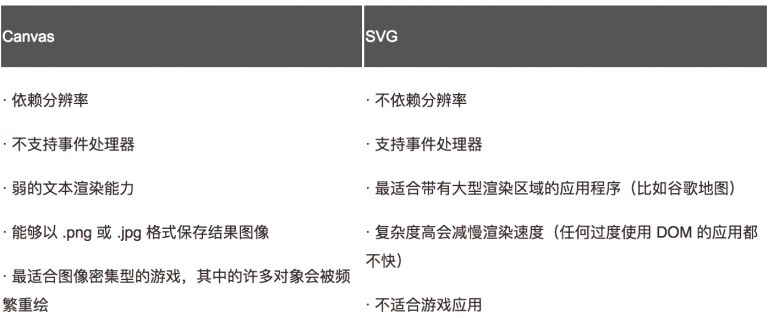 Canvas
SVG
· 依赖分辨率
· 不支持事件处理器
· 弱的文本渲染能力
· 能够以 .png 或 .jpg 格式保存结果图像
· 最适合图像密集型的游戏，其中的许多对象会被频
繁重绘
· 不依赖分辨率
· 支持事件处理器
· 最适合带有大型渲染区域的应用程序（比如谷歌地图）
· 复杂度高会减慢渲染速度（任何过度使用 DOM 的应用都
不快）
· 不适合游戏应用